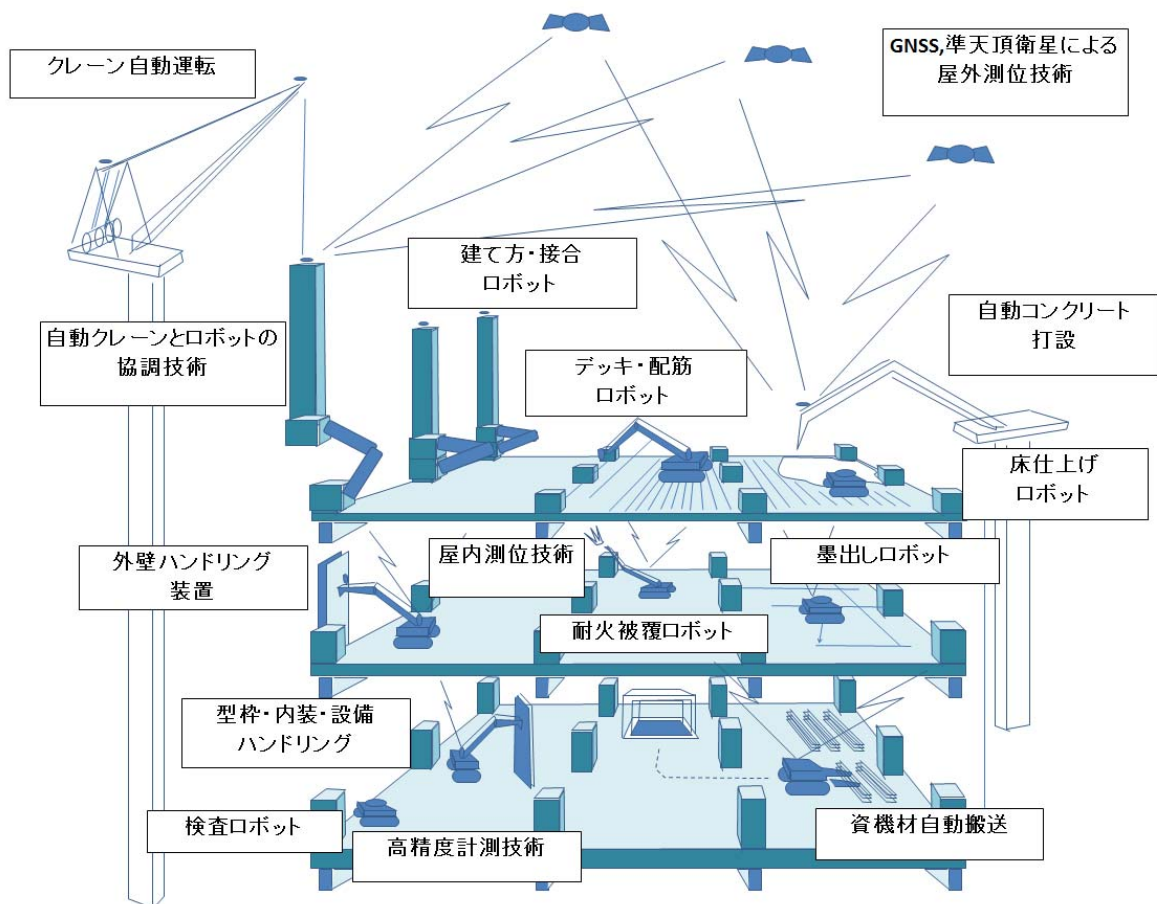 クレーン自動運転
GNSS,準天頂衛星による
屋外測位技術
建て方・接合
ロボット
自動クレーンとロボットの
協調技術
自動コンクリート
打設
デッキ・配筋
ロボット
床仕上げ
ロボット
外壁ハンドリング
装置
屋内測位技術
墨出しロボット
耐火被覆ロボット
型枠・内装・設備
ハンドリング
検査ロボット
高精度計測技術
資機材自動搬送